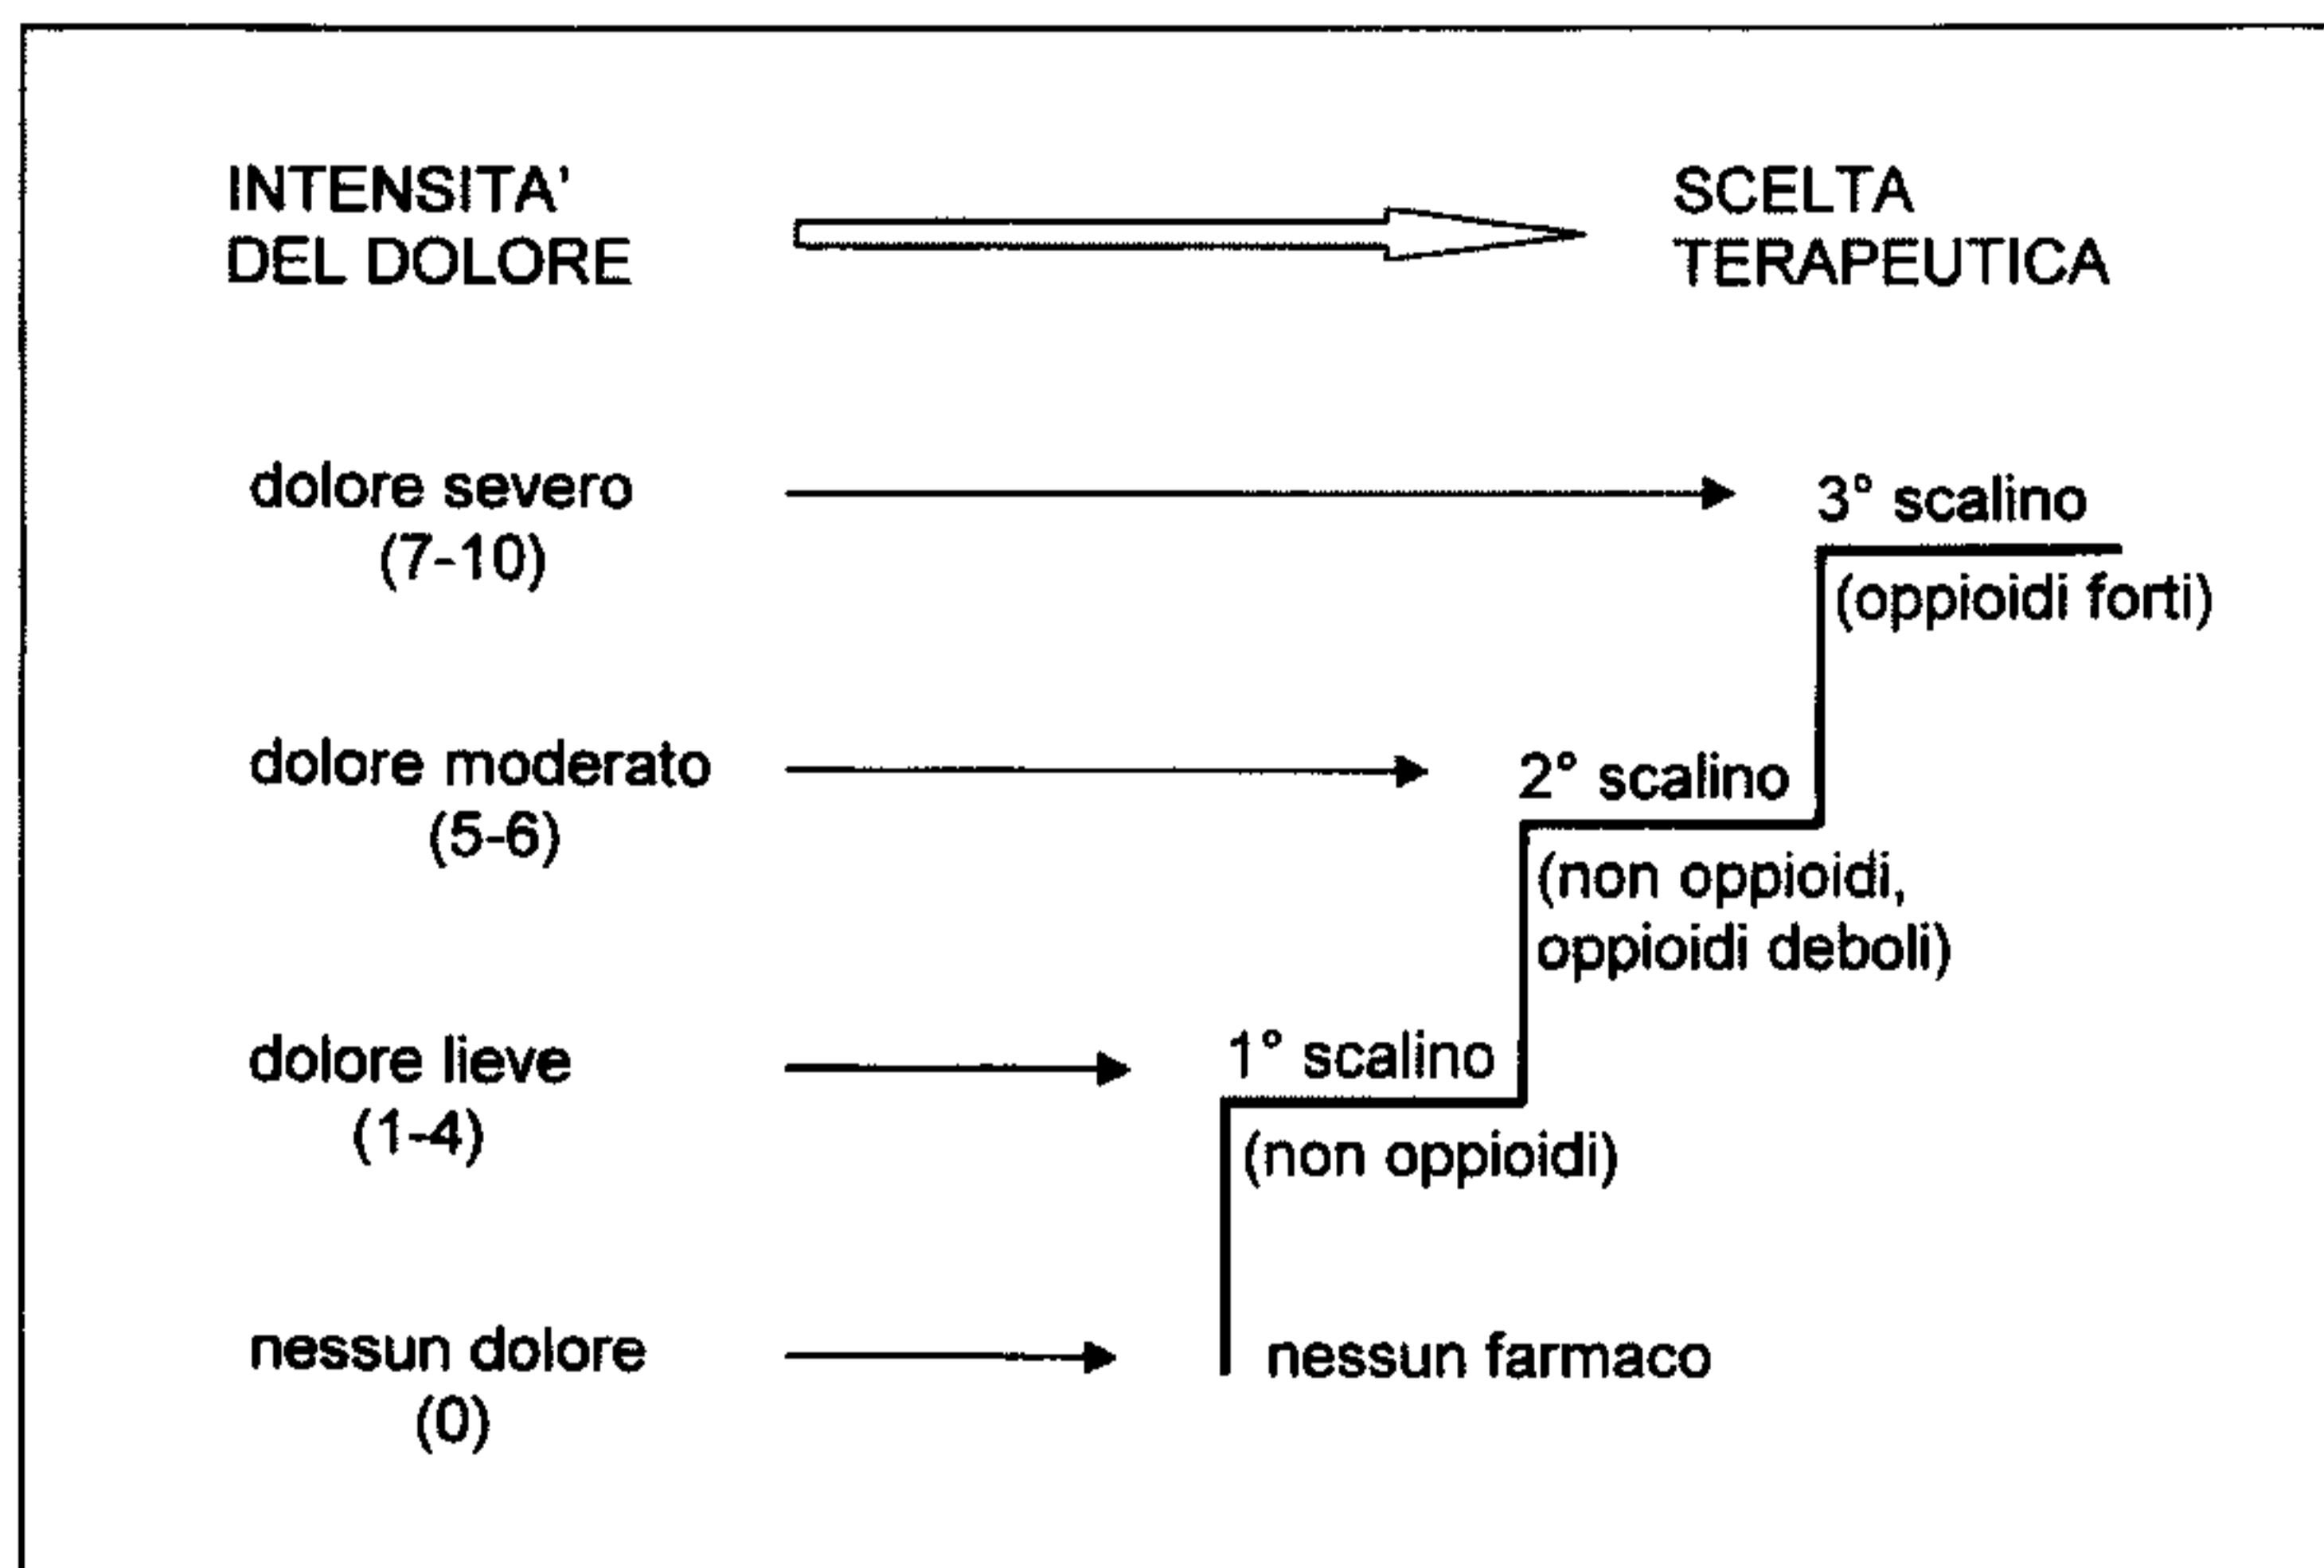 INTENSITA'
DEL DOLORE
SCELTA
TERAPEUTICA
dolore severo
(7-10)
3° scalino
(oppioidi forti)
dolore moderato
(5-6)
2° scalino
(non oppioidi,
oppioidi deboli)
dolore lieve
(1-4)
1° scalino
(non oppioidi)
nessun dolore
(0)
nessun farmaco